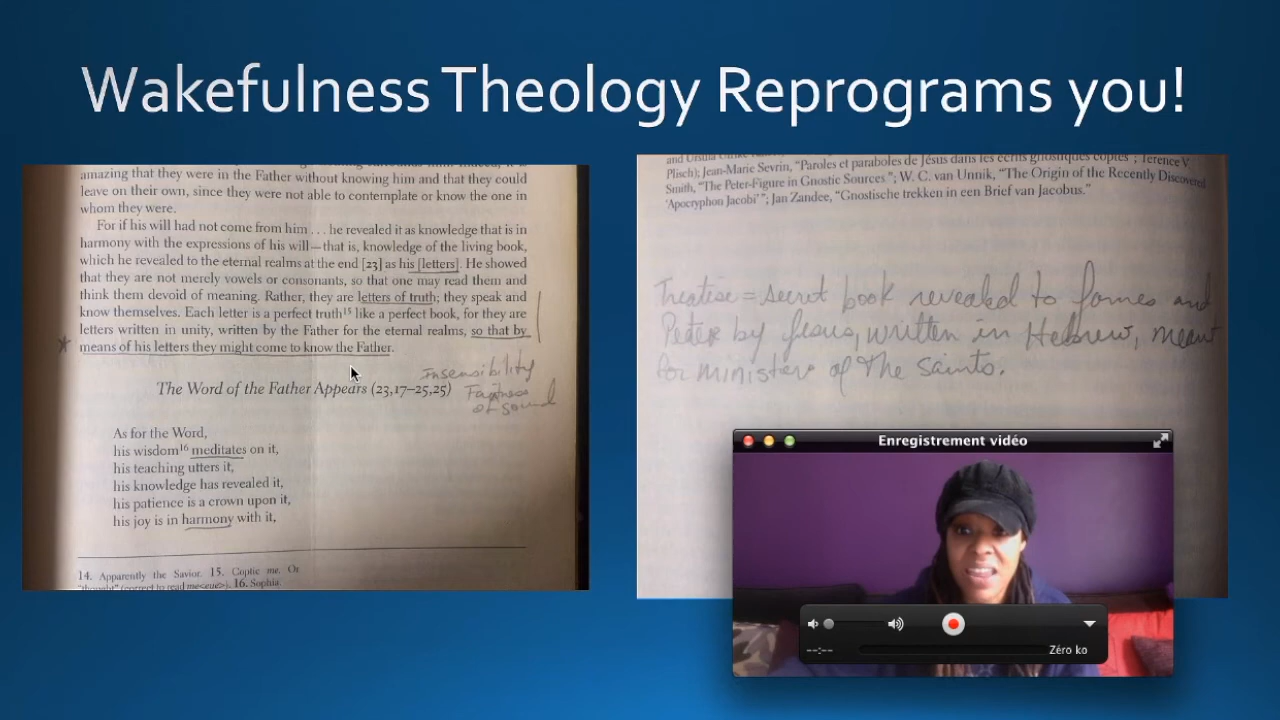 Wakefulness Theology Reprograms you!
amazing that they were in the Father without knowing him and that they could
leave on their own, since they were not able to contemplate or know the one in
whom they were.
For if his will had not come from him . . . he revealed it as knowledge that is in
harmony with the expressions of his will—that is, knowledge of the living book,
which he revealed to the eternal realms at the end [23] as his [letters]. He showed
that they are not merely vowels or consonants, so that one may read them and
think them devoid of meaning. Rather, they are letters of truth; they speak and
know themselves. Each letter is a perfect truth15 like a perfect book, for they are
letters written in unity, written by the Father for the eternal realms, so that by
means of his letters they might come to know the Father.
insensibility
The Word of the Father Appears (23,17–25,25)
of sound
As for the Word,
his wisdom16 meditates on it,
his teaching utters it,
his knowledge has revealed it,
his patience is a crown upon it,
his joy is in harmony with it,
14. Apparently the Savior. 15. Coptic me. Or
"thought" (correct to read me<eue>). 16. Sophia.
Plisch); Jean-Marie Sevrin, "Paroles et paraboles de Jésus dans les écrits gnostiques coptes"; Terence V.
Smith, "The Peter-Figure in Gnostic Sources"; W. C. van Unnik, "The Origin of the Recently Discovered
'Apocryphon Jacobi'"; Jan Zandee, "Gnostische trekken in een Brief van Jacobus."
Treatise = secret book revealed to James and
Peter by Jesus, written in Hebrew, meant
for ministers of the saints.
Enregistrement vidéo
--:--
Zéro ko